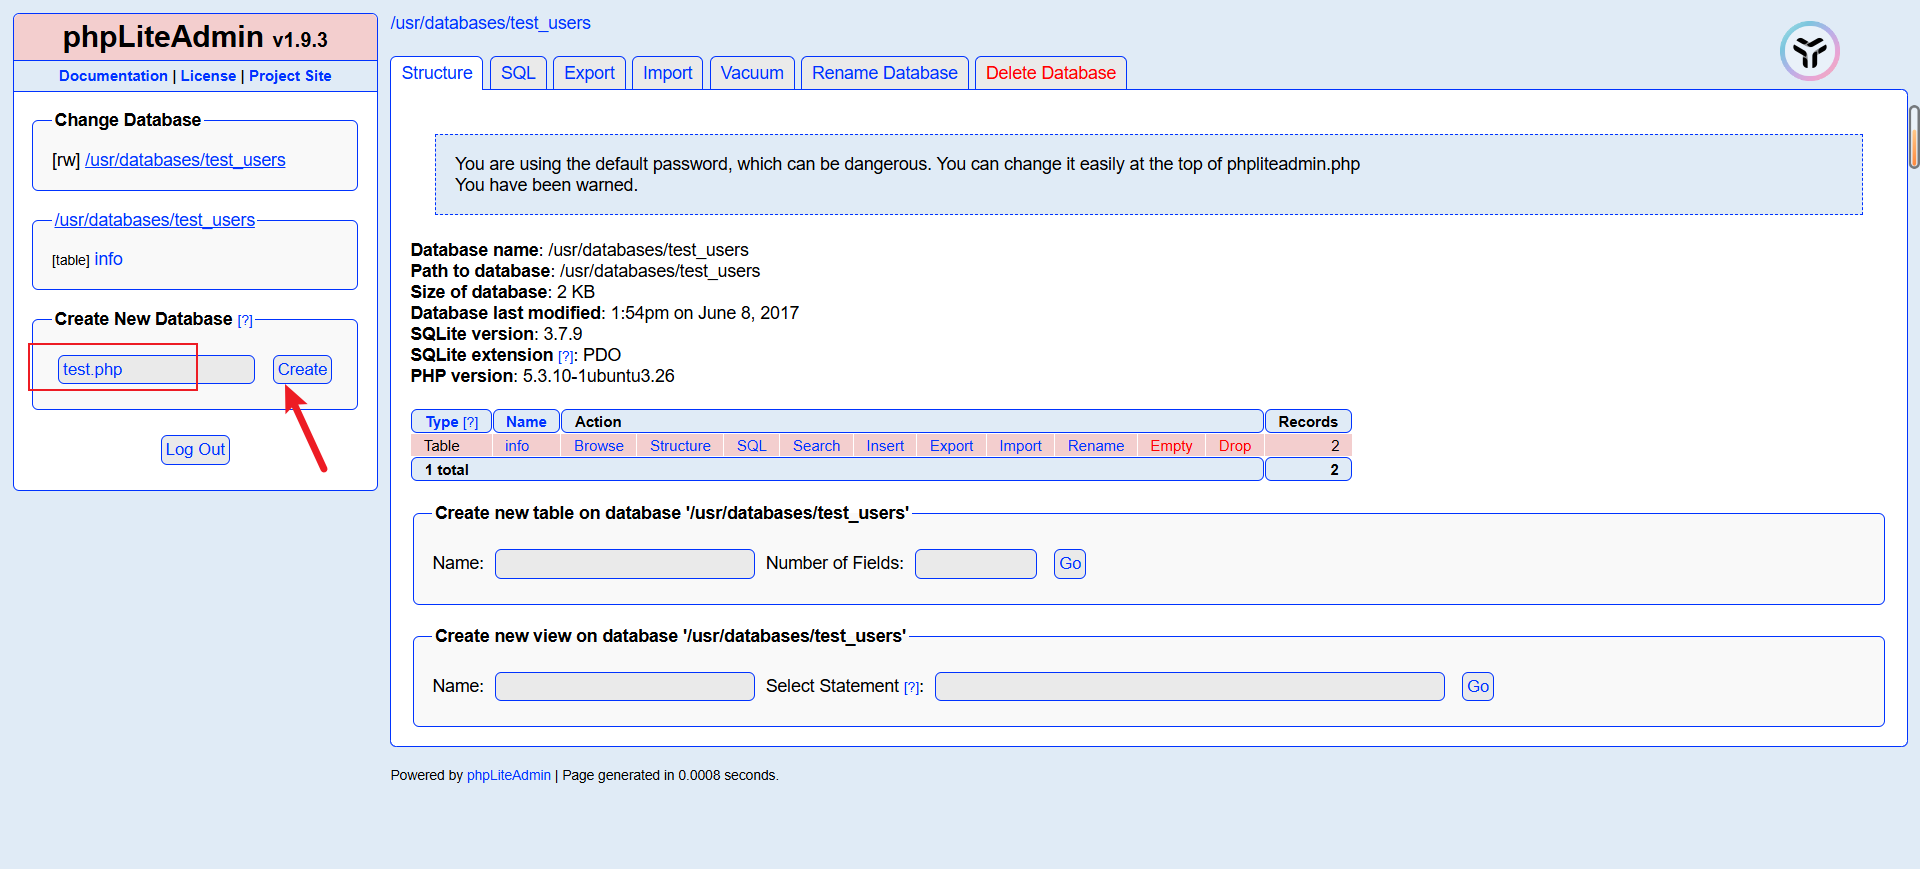 phpLiteAdmin v1.9.3
Documentation | License | Project Site
Change Database
[rw] /usr/databases/test_users
/usr/databases/test_users
[table] info
Create New Database [?]
test.php Create
Log Out
/usr/databases/test_users
Structure SQL Export Import Vacuum Rename Database Delete Database
You are using the default password, which can be dangerous. You can change it easily at the top of phpliteadmin.php
You have been warned.
Database name: /usr/databases/test_users
Path to database: /usr/databases/test_users
Size of database: 2 KB
Database last modified: 1:54pm on June 8, 2017
SQLite version: 3.7.9
SQLite extension [?]: PDO
PHP version: 5.3.10-1ubuntu3.26
Type [?] Name Action Records
Table info Browse Structure SQL Search Insert Export Import Rename Empty Drop 2
1 total 2
Create new table on database '/usr/databases/test_users'
Name: Number of Fields: Go
Create new view on database '/usr/databases/test_users'
Name: Select Statement [?]: Go
Powered by phpLiteAdmin | Page generated in 0.0008 seconds.